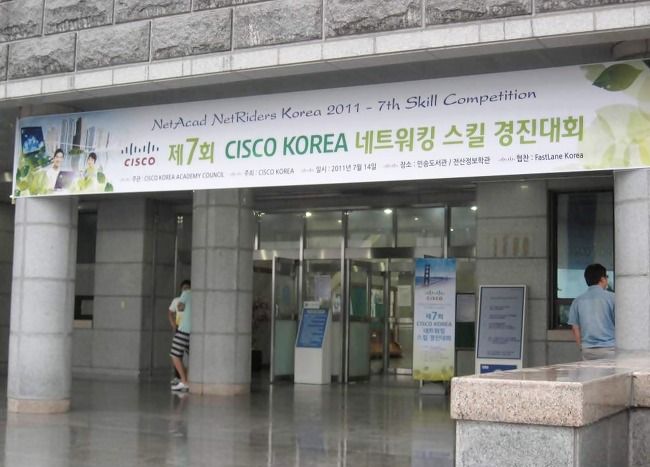 NetAcad NetRiders Korea 2011 - 7th Skill Competition
CISCO 제7회 CISCO KOREA 네트워킹 스킬 경진대회
주관 : CISCO KOREA ACADEMY COUNCIL 주최 : CISCO KOREA 일시 : 2011년 7월 14일 장소 : 민송도서관 / 전산정보학관 협찬 : FastLane Korea
CISCO
제7회
CISCO KOREA
네트워킹
스킬 경진대회